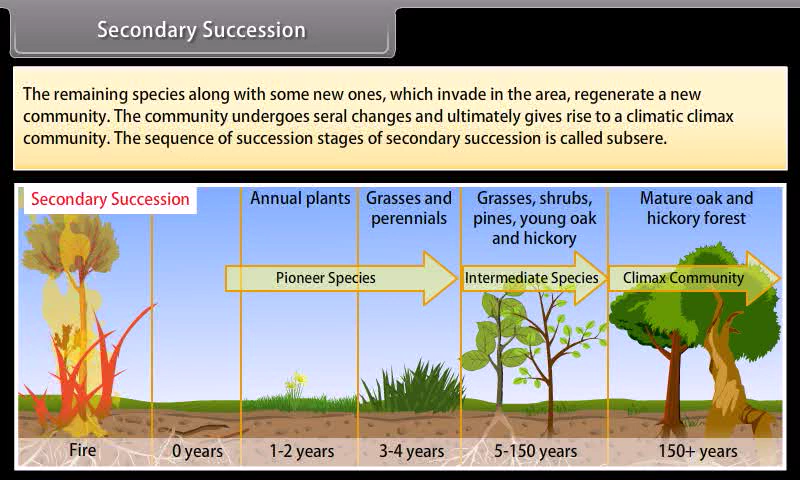 Secondary Succession
The remaining species along with some new ones, which invade in the area, regenerate a new
community. The community undergoes seral changes and ultimately gives rise to a climatic climax
community. The sequence of succession stages of secondary succession is called subsere.
Secondary Succession
Annual plants
Grasses and
perennials
Grasses, shrubs,
pines, young oak
and hickory
Mature oak and
hickory forest
Pioneer Species
Intermediate Species
Climax Community
Fire
0 years
1-2 years
3-4 years
5-150 years
150+ years